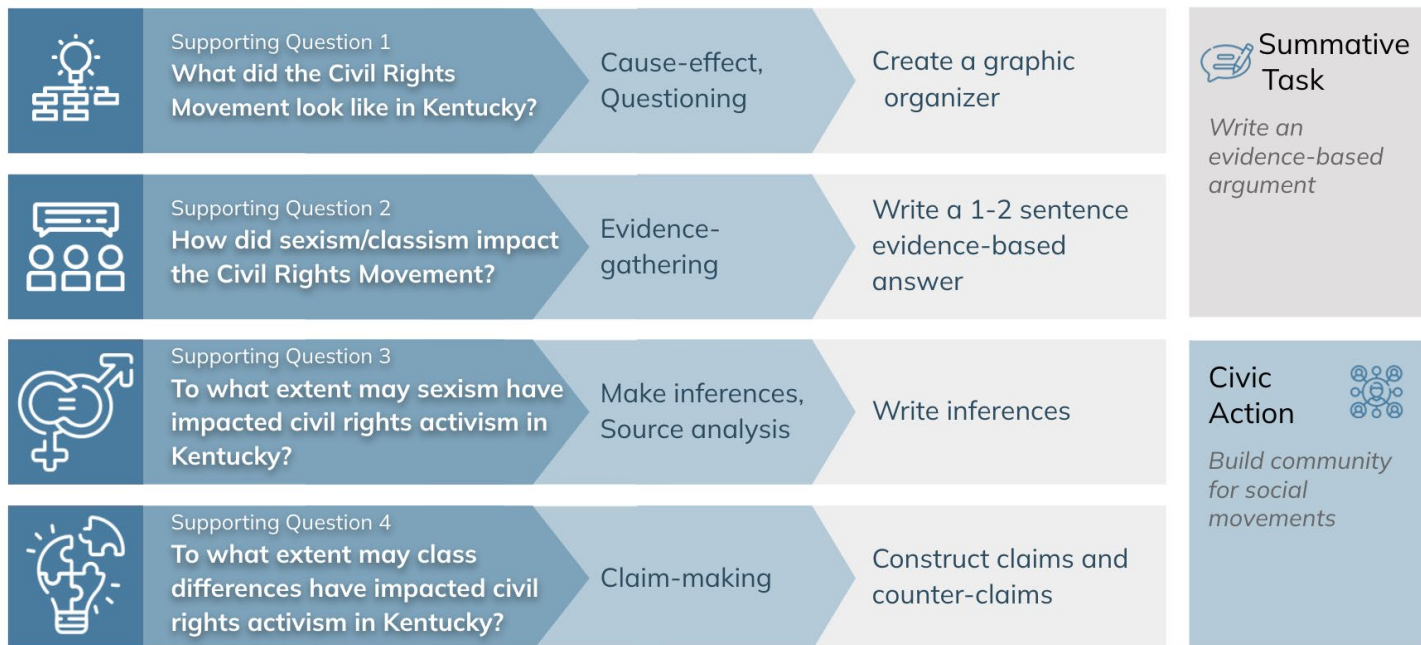 Supporting Question 1
What did the Civil Rights
Movement look like in Kentucky?
Cause-effect,
Questioning
Create a graphic
organizer
Supporting Question 2
How did sexism/classism impact
the Civil Rights Movement?
Evidence-
gathering
Write a 1-2 sentence
evidence-based
answer
Supporting Question 3
To what extent may sexism have
impacted civil rights activism in
Kentucky?
Make inferences,
Source analysis
Write inferences
Supporting Question 4
To what extent may class
differences have impacted civil
rights activism in Kentucky?
Claim-making
Construct claims and
counter-claims
Summative
Task
Write an
evidence-based
argument
Civic
Action
Build community
for social
movements